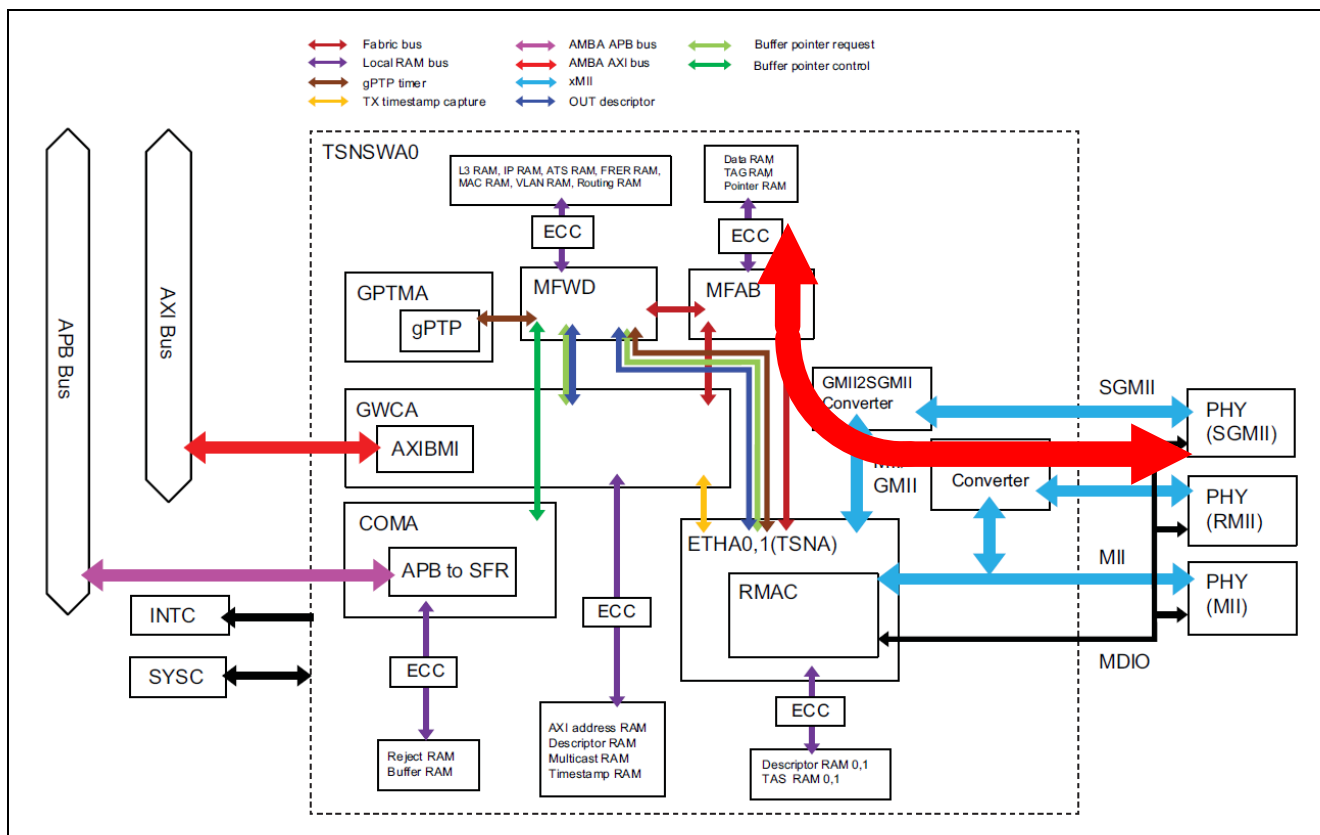 Fabric bus
Local RAM bus
gPTP timer
TX timestamp capture
AMBA APB bus
AMBA AXI bus
xMII
OUT descriptor
Buffer pointer request
Buffer pointer control
APB Bus
AXI Bus
TSNSWA0
L3 RAM, IP RAM, ATS RAM, FRER RAM,
MAC RAM, VLAN RAM, Routing RAM
Data RAM
TAG RAM
Pointer RAM
ECC
ECC
GPTMA
gPTP
MFWD
MFAB
GMII2SGMII
Converter
SGMII
PHY
(SGMII)
GWCA
AXIBMI
GMII
Converter
PHY
(RMII)
COMA
APB to SFR
ETHA0,1(TSNA)
RMAC
MII
PHY
(MII)
INTC
SYSC
MDIO
ECC
ECC
ECC
Reject RAM
Buffer RAM
AXI address RAM
Descriptor RAM
Multicast RAM
Timestamp RAM
Descriptor RAM 0,1
TAS RAM 0,1